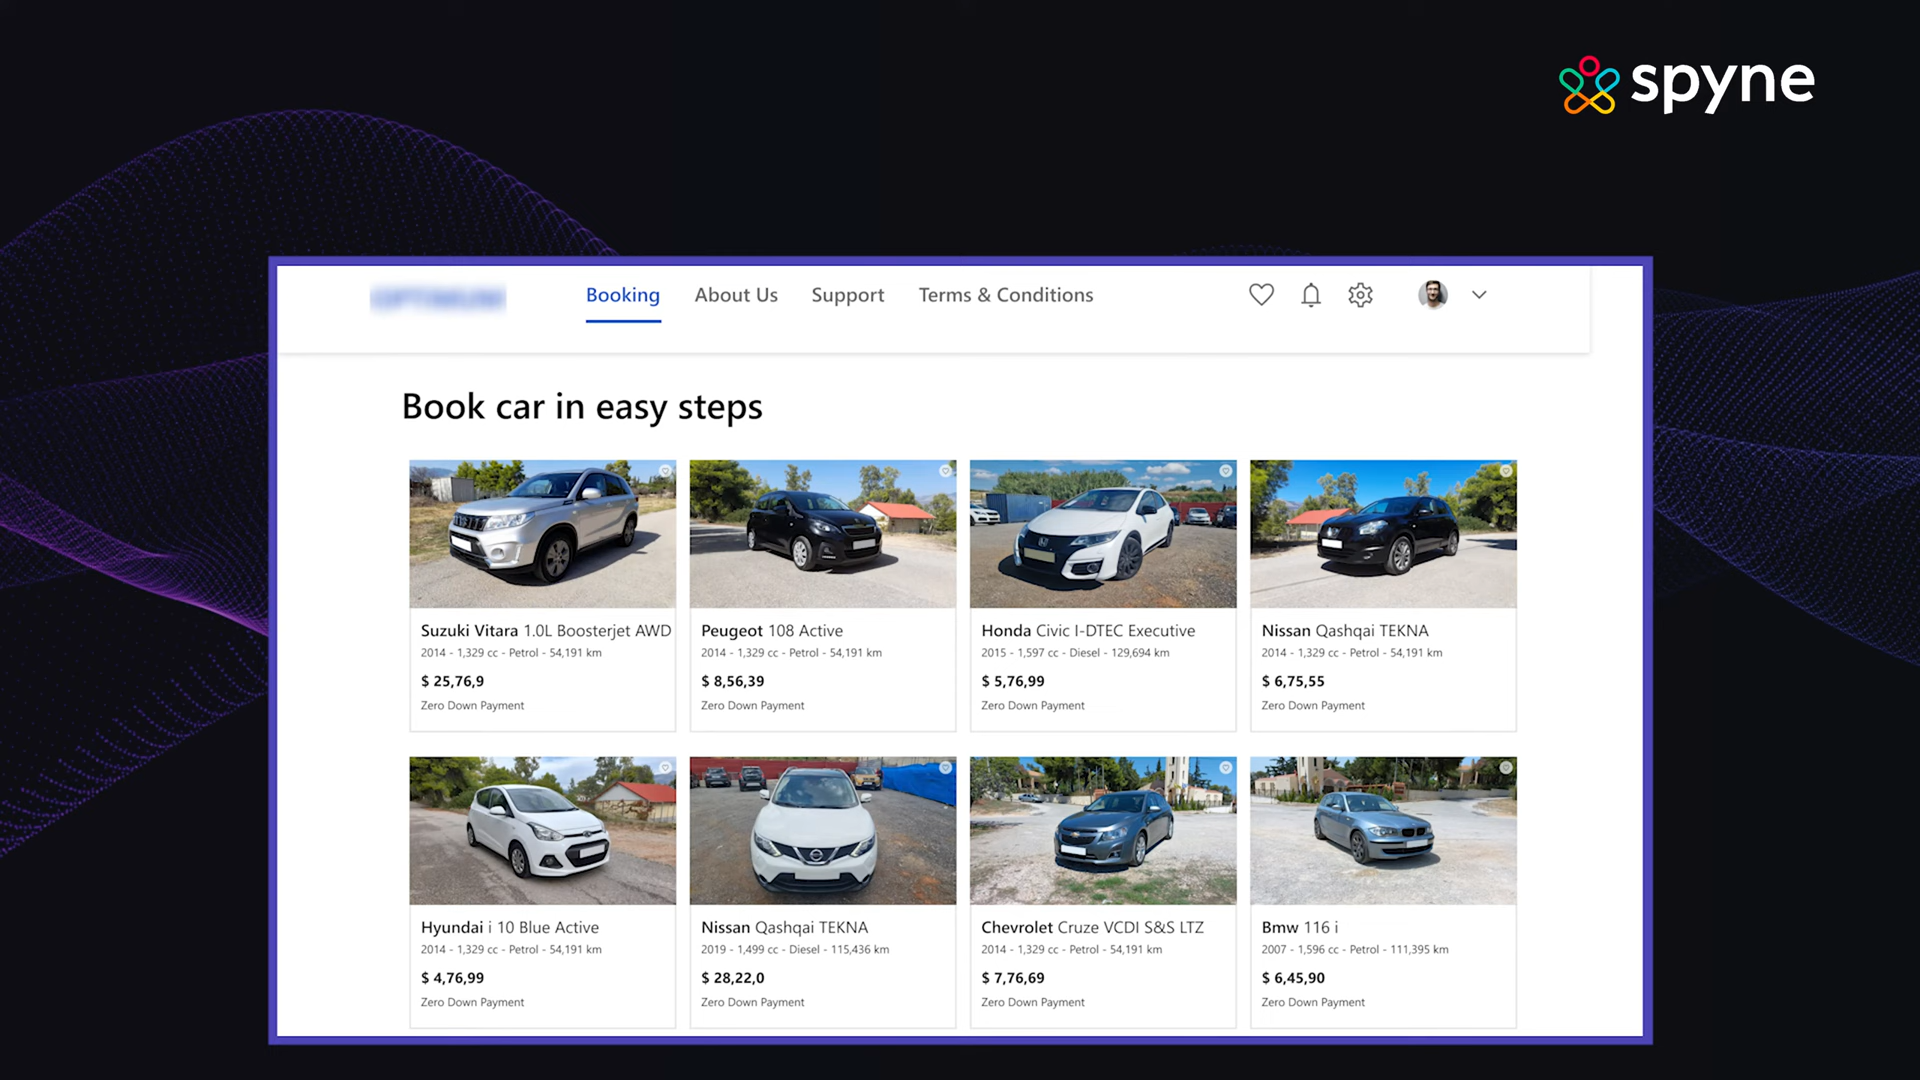 spyne
Booking About Us Support Terms & Conditions
Book car in easy steps
Suzuki Vitara 1.0L Boosterjet AWD
2014 - 1,329 cc - Petrol - 54,191 km
$ 25,76,9
Zero Down Payment
Peugeot 108 Active
2014 - 1,329 cc - Petrol - 54,191 km
$ 8,56,39
Zero Down Payment
Honda Civic I-DTEC Executive
2015 - 1,597 cc - Diesel - 129,694 km
$ 5,76,99
Zero Down Payment
Nissan Qashqai TEKNA
2014 - 1,329 cc - Petrol - 54,191 km
$ 6,75,55
Zero Down Payment
Hyundai i 10 Blue Active
2014 - 1,329 cc - Petrol - 54,191 km
$ 4,76,99
Zero Down Payment
Nissan Qashqai TEKNA
2019 - 1,499 cc - Diesel - 115,436 km
$ 28,22,0
Zero Down Payment
Chevrolet Cruze VCDI S&S LTZ
2014 - 1,329 cc - Petrol - 54,191 km
$ 7,76,69
Zero Down Payment
Bmw 116 i
2007 - 1,596 cc - Petrol - 111,395 km
$ 6,45,90
Zero Down Payment